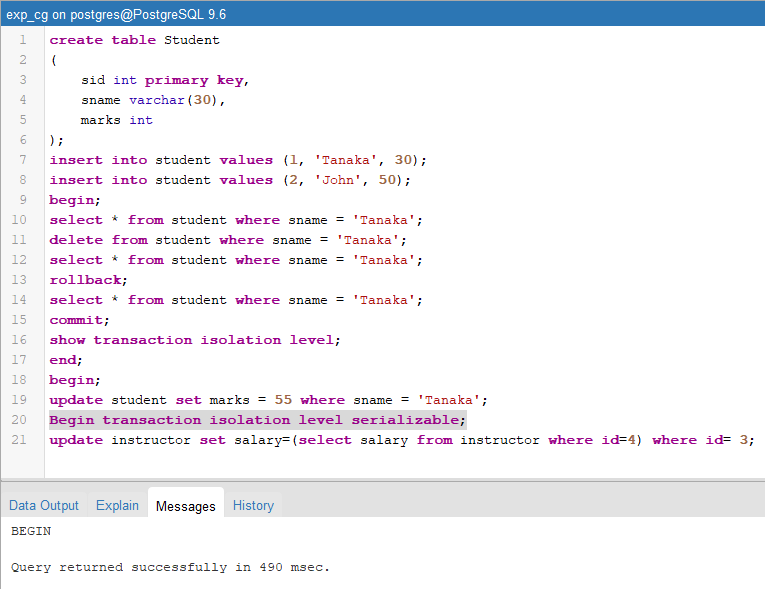 exp_cg on postgres@PostgreSQL 9.6
1 create table Student
2 (
3 sid int primary key,
4 sname varchar(30),
5 marks int
6 );
7 insert into student values (1, 'Tanaka', 30);
8 insert into student values (2, 'John', 50);
9 begin;
10 select * from student where sname = 'Tanaka';
11 delete from student where sname = 'Tanaka';
12 select * from student where sname = 'Tanaka';
13 rollback;
14 select * from student where sname = 'Tanaka';
15 commit;
16 show transaction isolation level;
17 end;
18 begin;
19 update student set marks = 55 where sname = 'Tanaka';
20 Begin transaction isolation level serializable;
21 update instructor set salary=(select salary from instructor where id=4) where id= 3;
Data Output Explain Messages History
BEGIN
Query returned successfully in 490 msec.